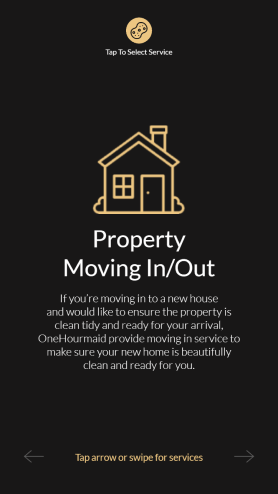 Tap To Select Service
Property
Moving In/Out
If you're moving in to a new house
and would like to ensure the property is
clean tidy and ready for your arrival,
OneHourmaid provide moving in service to
make sure your new home is beautifully
clean and ready for you.
Tap arrow or swipe for services